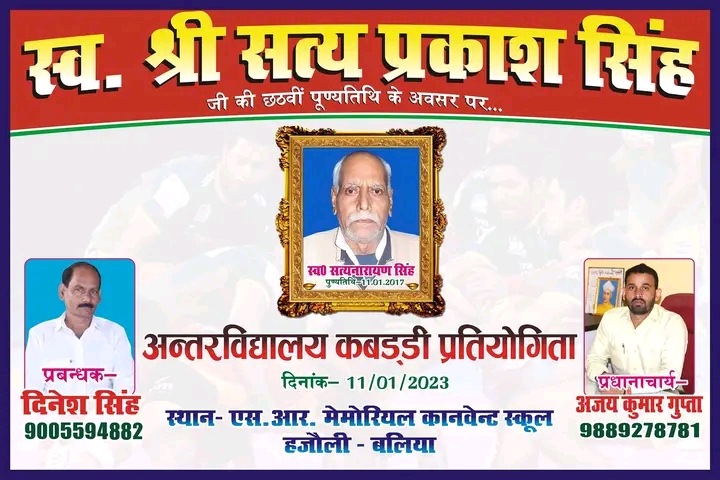 स्व. श्री सत्य प्रकाश सिंह
जी की छठवीं पूण्यतिथि के अवसर पर...
स्व0 सत्यनारायण सिंह
पुण्यतिथि-11.01.2017
अन्तरविद्यालय कबड्डी प्रतियोगिता
दिनांक- 11/01/2023
स्थान- एस.आर. मेमोरियल कानवेन्ट स्कूल
हजौली - बलिया
प्रबन्धक-
दिनेश सिंह
9005594882
प्रधानाचार्य-
अजय कुमार गुप्ता
9889278781